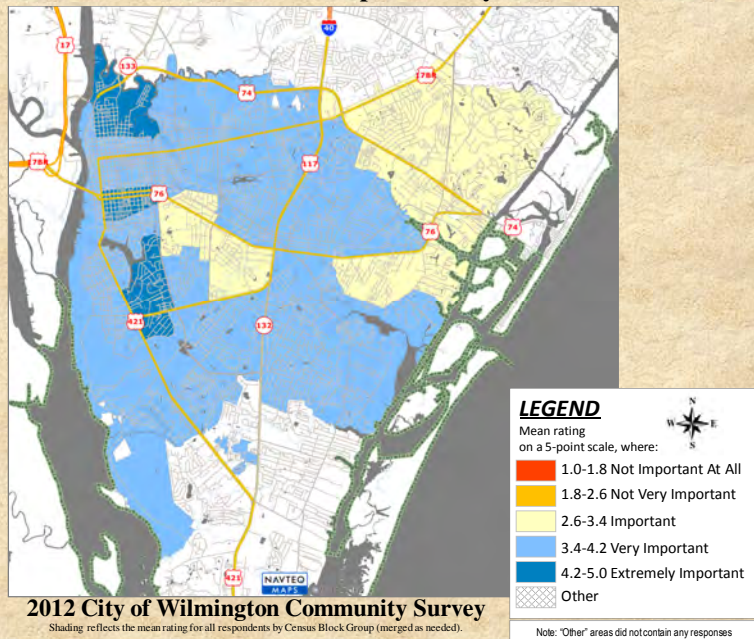 17
133
40
74
17BR
117
17BR
76
76
74
421
132
421
NAVTEQ
MAPS
LEGEND
N
W E
S
Mean rating
on a 5-point scale, where:
1.0-1.8 Not Important At All
1.8-2.6 Not Very Important
2.6-3.4 Important
3.4-4.2 Very Important
4.2-5.0 Extremely Important
Other
2012 City of Wilmington Community Survey
Shading reflects the mean rating for all respondents by Census Block Group (merged as needed).
Note: "Other" areas did not contain any responses